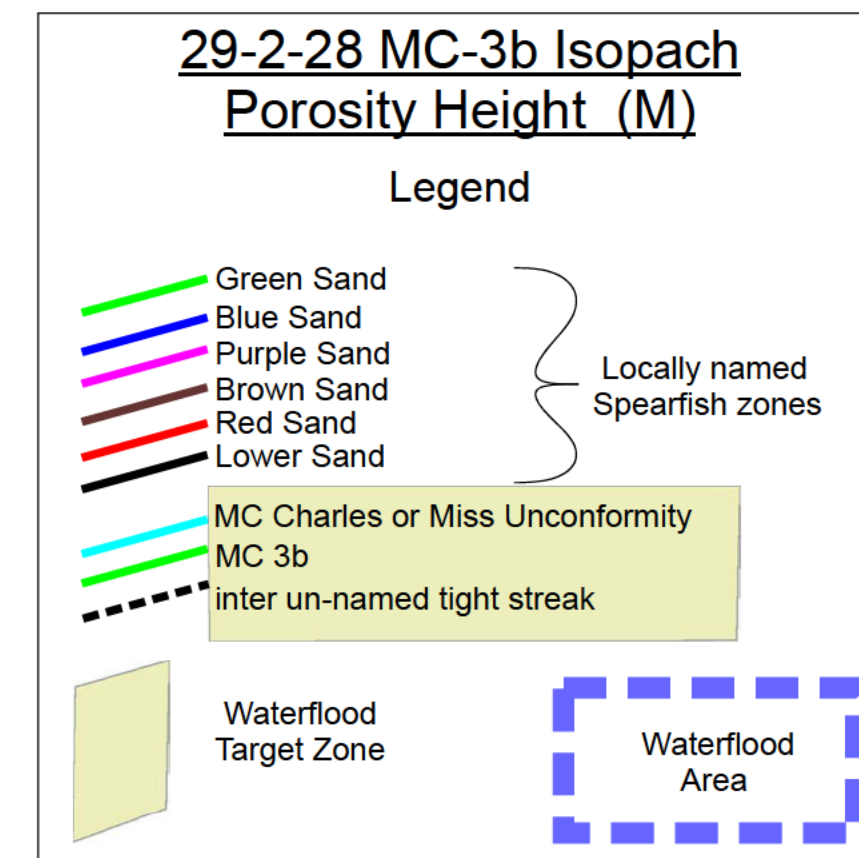 29-2-28 MC-3b Isopach
Porosity Height (M)
Legend
Green Sand
Blue Sand
Purple Sand
Brown Sand
Red Sand
Lower Sand
Locally named
Spearfish zones
MC Charles or Miss Unconformity
MC 3b
inter un-named tight streak
Waterflood
Target Zone
Waterflood
Area